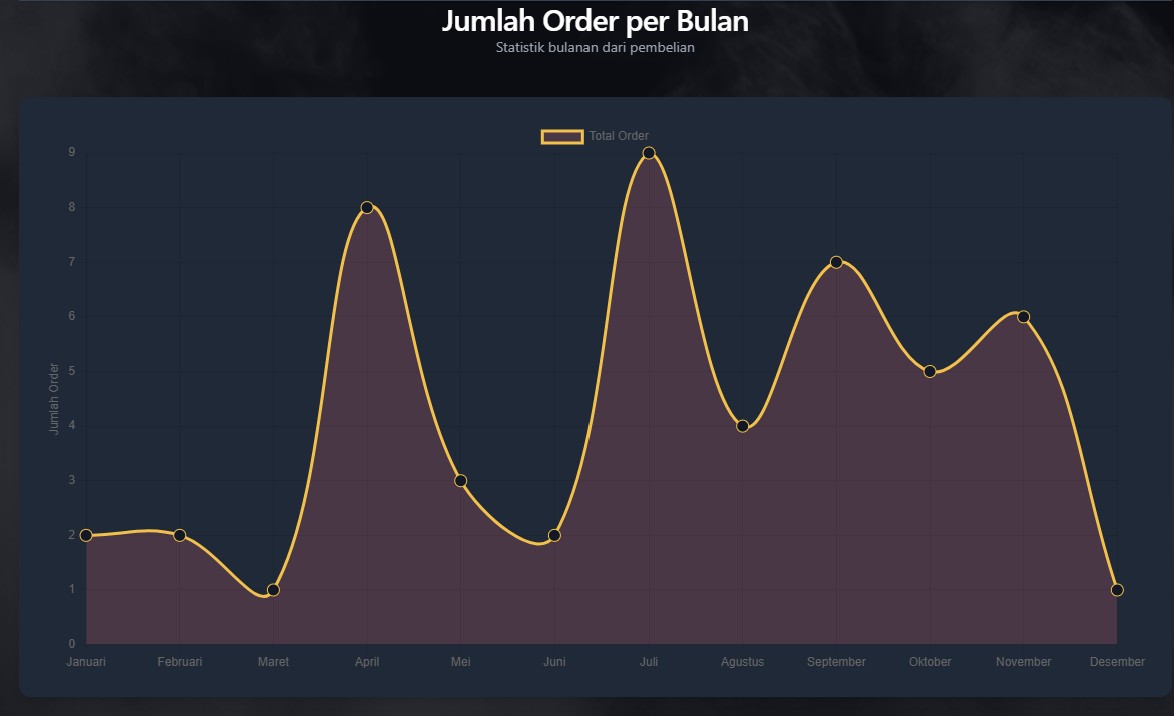 Jumlah Order per Bulan
Statistik bulanan dari pembelian
Total Order
9
8
7
6
5
4
3
2
1
0
Jumlah Order
Januari Februari Maret April Mei Juni Juli Agustus September Oktober November Desember